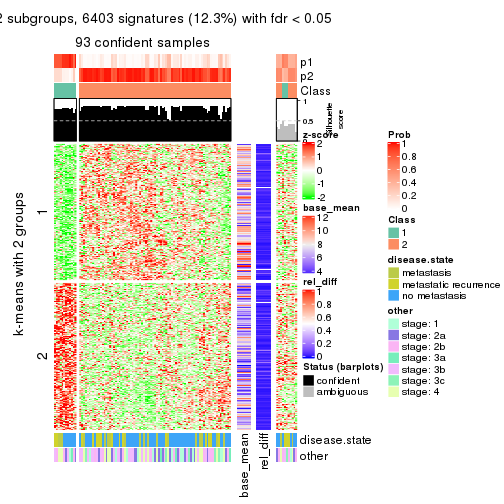 2 subgroups, 6403 signatures (12.3%) with fdr < 0.05
93 confident samples
p1
p2
Class
1
0.5
0
Silhouette
score
k-means with 2 groups
1
2
z-score
2
1
0
-1
-2
base_mean
12
10
8
6
4
rel_diff
1
0.8
0.6
0.4
0.2
0
Status (barplots)
confident
ambiguous
Prob
1
0.8
0.6
0.4
0.2
0
Class
1
2
disease.state
metastasis
metastatic recurrence
no metastasis
other
stage: 1
stage: 2a
stage: 2b
stage: 3a
stage: 3b
stage: 3c
stage: 4
disease.state
other
base_mean
rel_diff